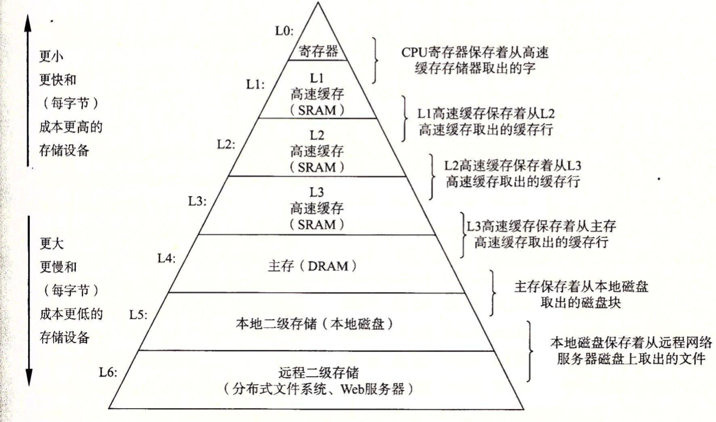 更小
更快和
（每字节）
成本更高的
存储设备
更大
更慢和
（每字节）
成本更低的
存储设备
L0:
寄存器
CPU寄存器保存着从高速
缓存存储器取出的字
L1:
L1
高速缓存
（SRAM）
L1高速缓存保存着从L2
高速缓存取出的缓存行
L2:
L2
高速缓存
（SRAM）
L2高速缓存保存着从L3
高速缓存取出的缓存行
L3:
L3
高速缓存
（SRAM）
L3高速缓存保存着从主存
高速缓存取出的缓存行
L4:
主存（DRAM）
主存保存着从本地磁盘
取出的磁盘块
L5:
本地二级存储（本地磁盘）
本地磁盘保存着从远程网络
服务器磁盘上取出的文件
L6:
远程二级存储
（分布式文件系统、Web服务器）